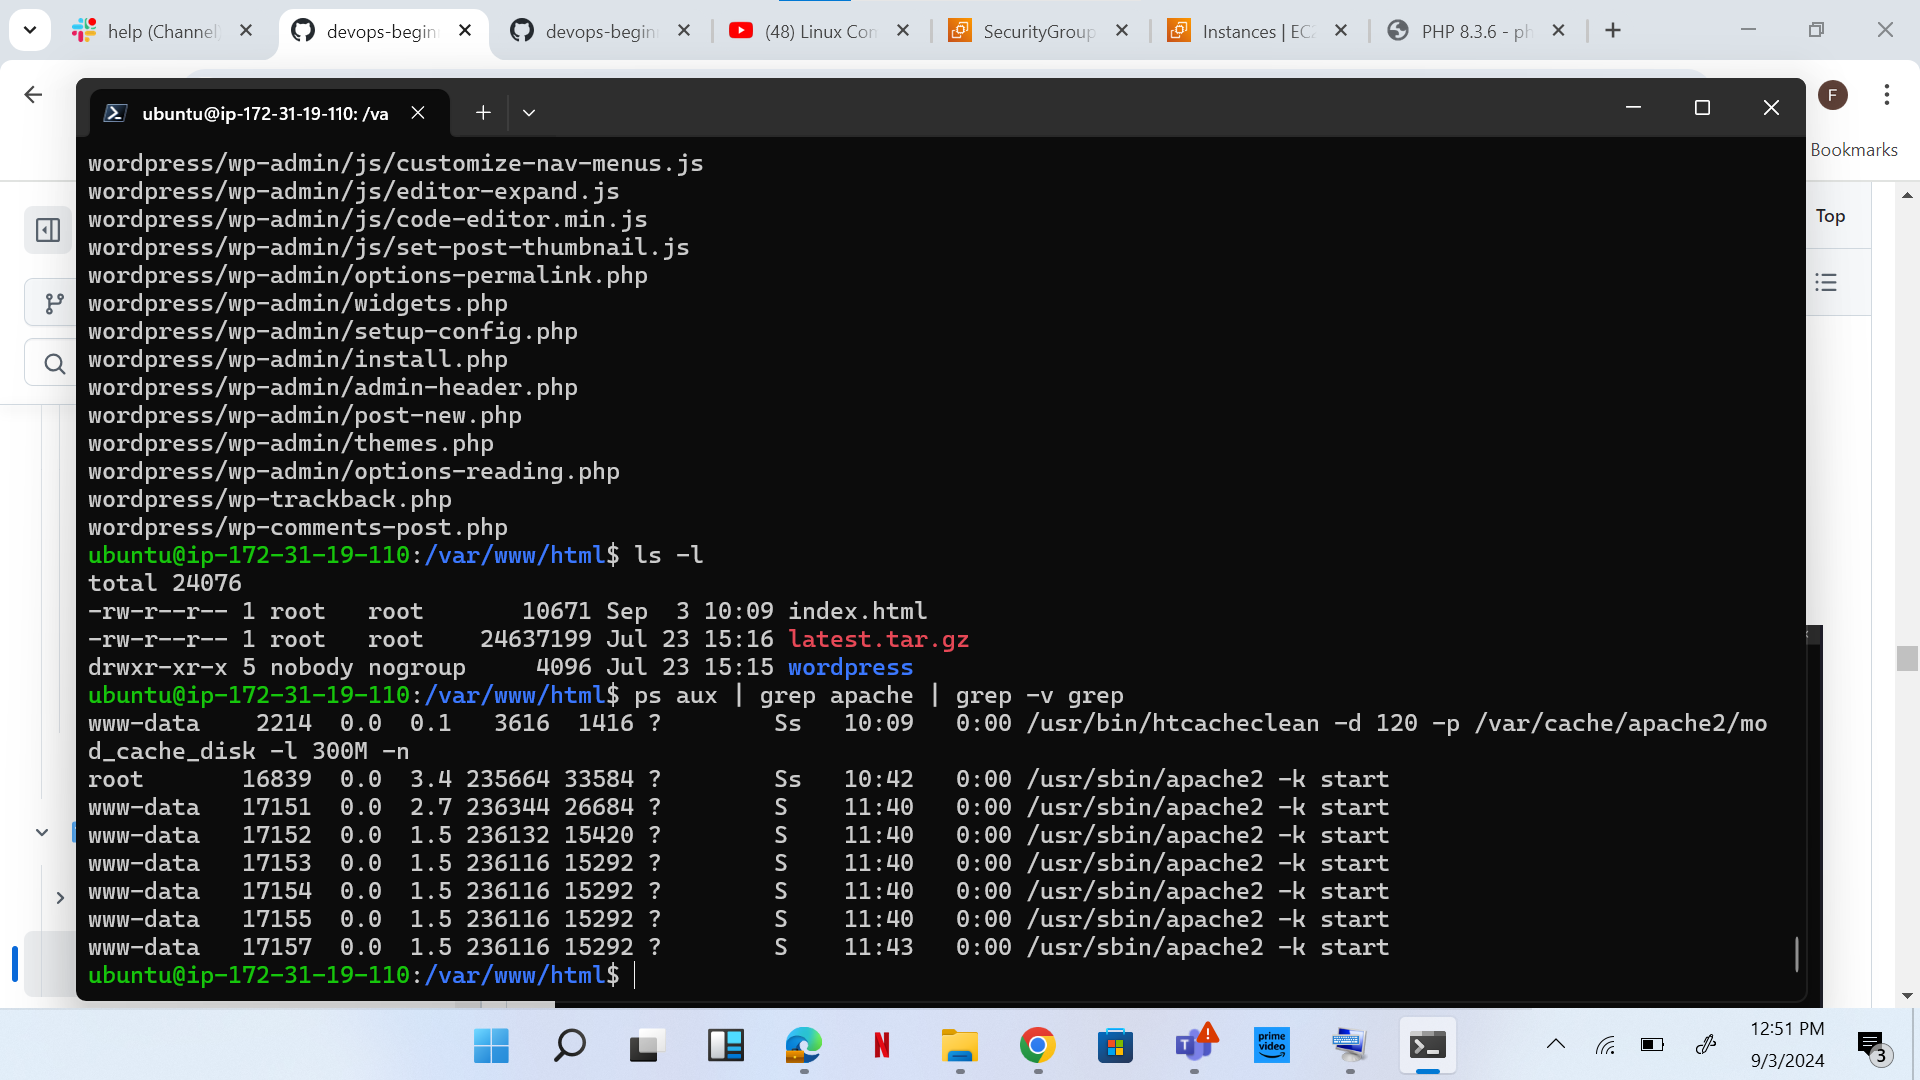 help (Channel
devops-beginn
devops-beginn
(48) Linux Con
SecurityGroup
Instances | EC2
PHP 8.3.6 - ph
ubuntu@ip-172-31-19-110: /va
F
Bookmarks
Top
wordpress/wp-admin/js/customize-nav-menus.js
wordpress/wp-admin/js/editor-expand.js
wordpress/wp-admin/js/code-editor.min.js
wordpress/wp-admin/js/set-post-thumbnail.js
wordpress/wp-admin/options-permalink.php
wordpress/wp-admin/widgets.php
wordpress/wp-admin/setup-config.php
wordpress/wp-admin/install.php
wordpress/wp-admin/admin-header.php
wordpress/wp-admin/post-new.php
wordpress/wp-admin/themes.php
wordpress/wp-admin/options-reading.php
wordpress/wp-trackback.php
wordpress/wp-comments-post.php
ubuntu@ip-172-31-19-110:/var/www/html$ ls -l
total 24076
-rw-r--r-- 1 root   root       10671 Sep  3 10:09 index.html
-rw-r--r-- 1 root   root    24637199 Jul 23 15:16 latest.tar.gz
drwxr-xr-x 5 nobody nogroup     4096 Jul 23 15:15 wordpress
ubuntu@ip-172-31-19-110:/var/www/html$ ps aux | grep apache | grep -v grep
www-data    2214  0.0  0.1   3616  1416 ?        Ss   10:09   0:00 /usr/bin/htcacheclean -d 120 -p /var/cache/apache2/mo
d_cache_disk -l 300M -n
root       16839  0.0  3.4 235664 33584 ?        Ss   10:42   0:00 /usr/sbin/apache2 -k start
www-data   17151  0.0  2.7 236344 26684 ?        S    11:40   0:00 /usr/sbin/apache2 -k start
www-data   17152  0.0  1.5 236132 15420 ?        S    11:40   0:00 /usr/sbin/apache2 -k start
www-data   17153  0.0  1.5 236116 15292 ?        S    11:40   0:00 /usr/sbin/apache2 -k start
www-data   17154  0.0  1.5 236116 15292 ?        S    11:40   0:00 /usr/sbin/apache2 -k start
www-data   17155  0.0  1.5 236116 15292 ?        S    11:40   0:00 /usr/sbin/apache2 -k start
www-data   17157  0.0  1.5 236116 15292 ?        S    11:43   0:00 /usr/sbin/apache2 -k start
ubuntu@ip-172-31-19-110:/var/www/html$
N
prime
video
12:51 PM
9/3/2024
3